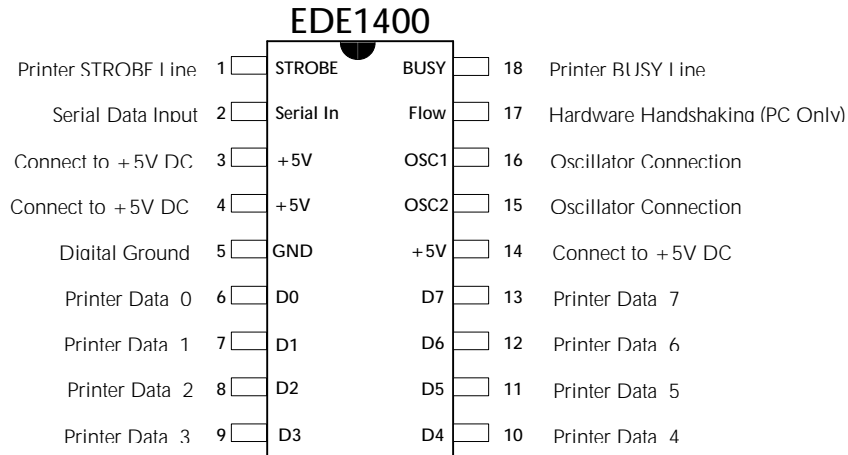 EDE1400
Printer STROBE Line 1 STROBE BUSY 18 Printer BUSY Line
Serial Data Input 2 Serial In Flow 17 Hardware Handshaking (PC Only)
Connect to +5V DC 3 +5V OSC1 16 Oscillator Connection
Connect to +5V DC 4 +5V OSC2 15 Oscillator Connection
Digital Ground 5 GND +5V 14 Connect to +5V DC
Printer Data 0 6 D0 D7 13 Printer Data 7
Printer Data 1 7 D1 D6 12 Printer Data 6
Printer Data 2 8 D2 D5 11 Printer Data 5
Printer Data 3 9 D3 D4 10 Printer Data 4